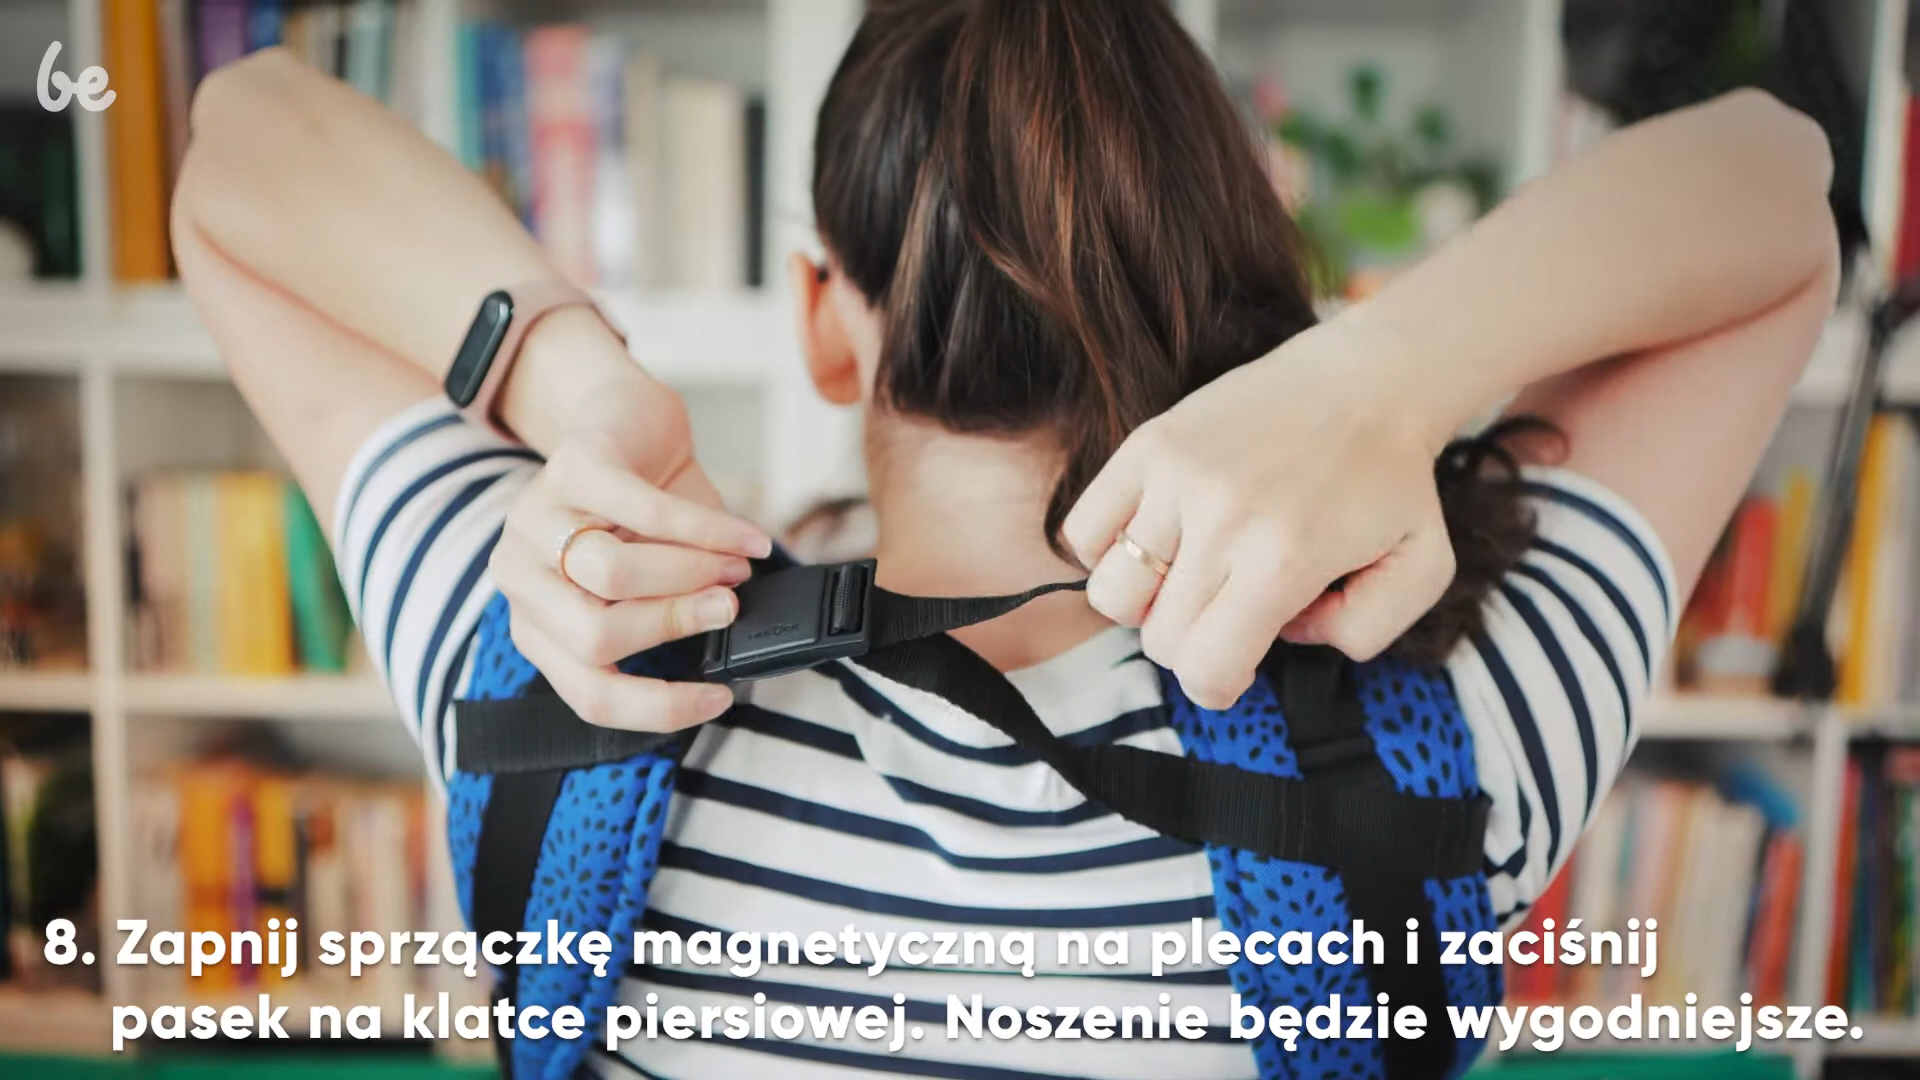 be
8. Zapnij sprzączkę magnetyczną na plecach i zaciśnij
pasek na klatce piersiowej. Noszenie będzie wygodniejsze.